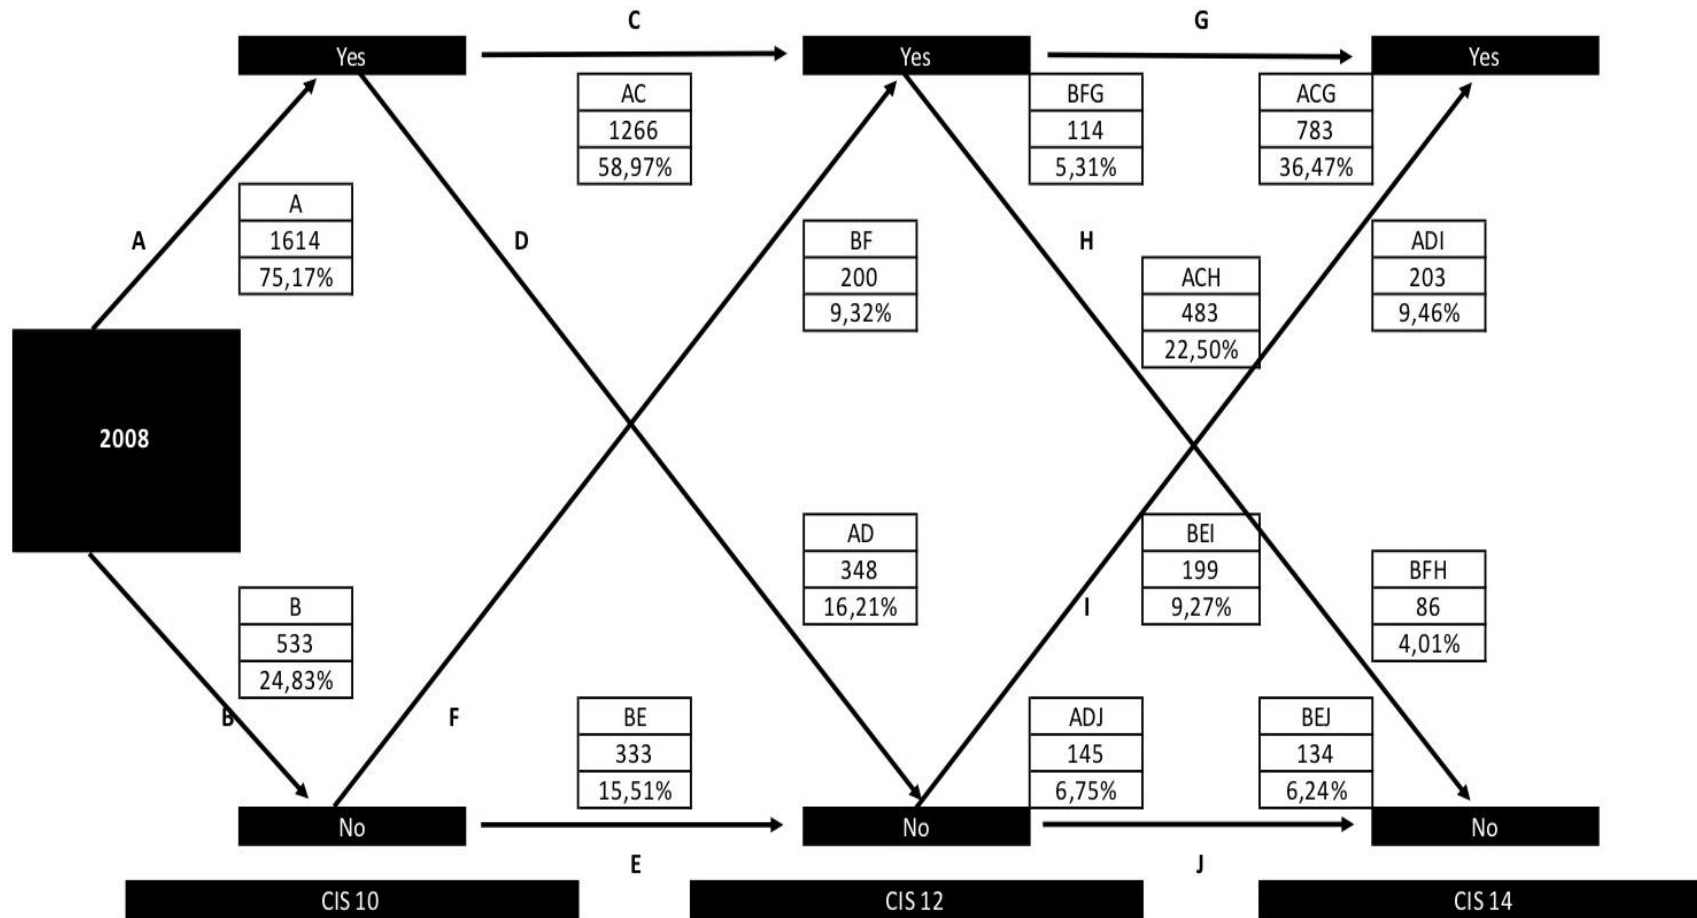 C
G
Yes
Yes
Yes
AC
1266
58,97%
BFG
114
5,31%
ACG
783
36,47%
A
A
1614
75,17%
D
BF
200
9,32%
H
ACH
483
22,50%
ADI
203
9,46%
2008
AD
348
16,21%
BEI
199
9,27%
I
BFH
86
4,01%
B
533
24,83%
B
F
BE
333
15,51%
ADJ
145
6,75%
BEJ
134
6,24%
No
No
No
E
J
CIS 10
CIS 12
CIS 14